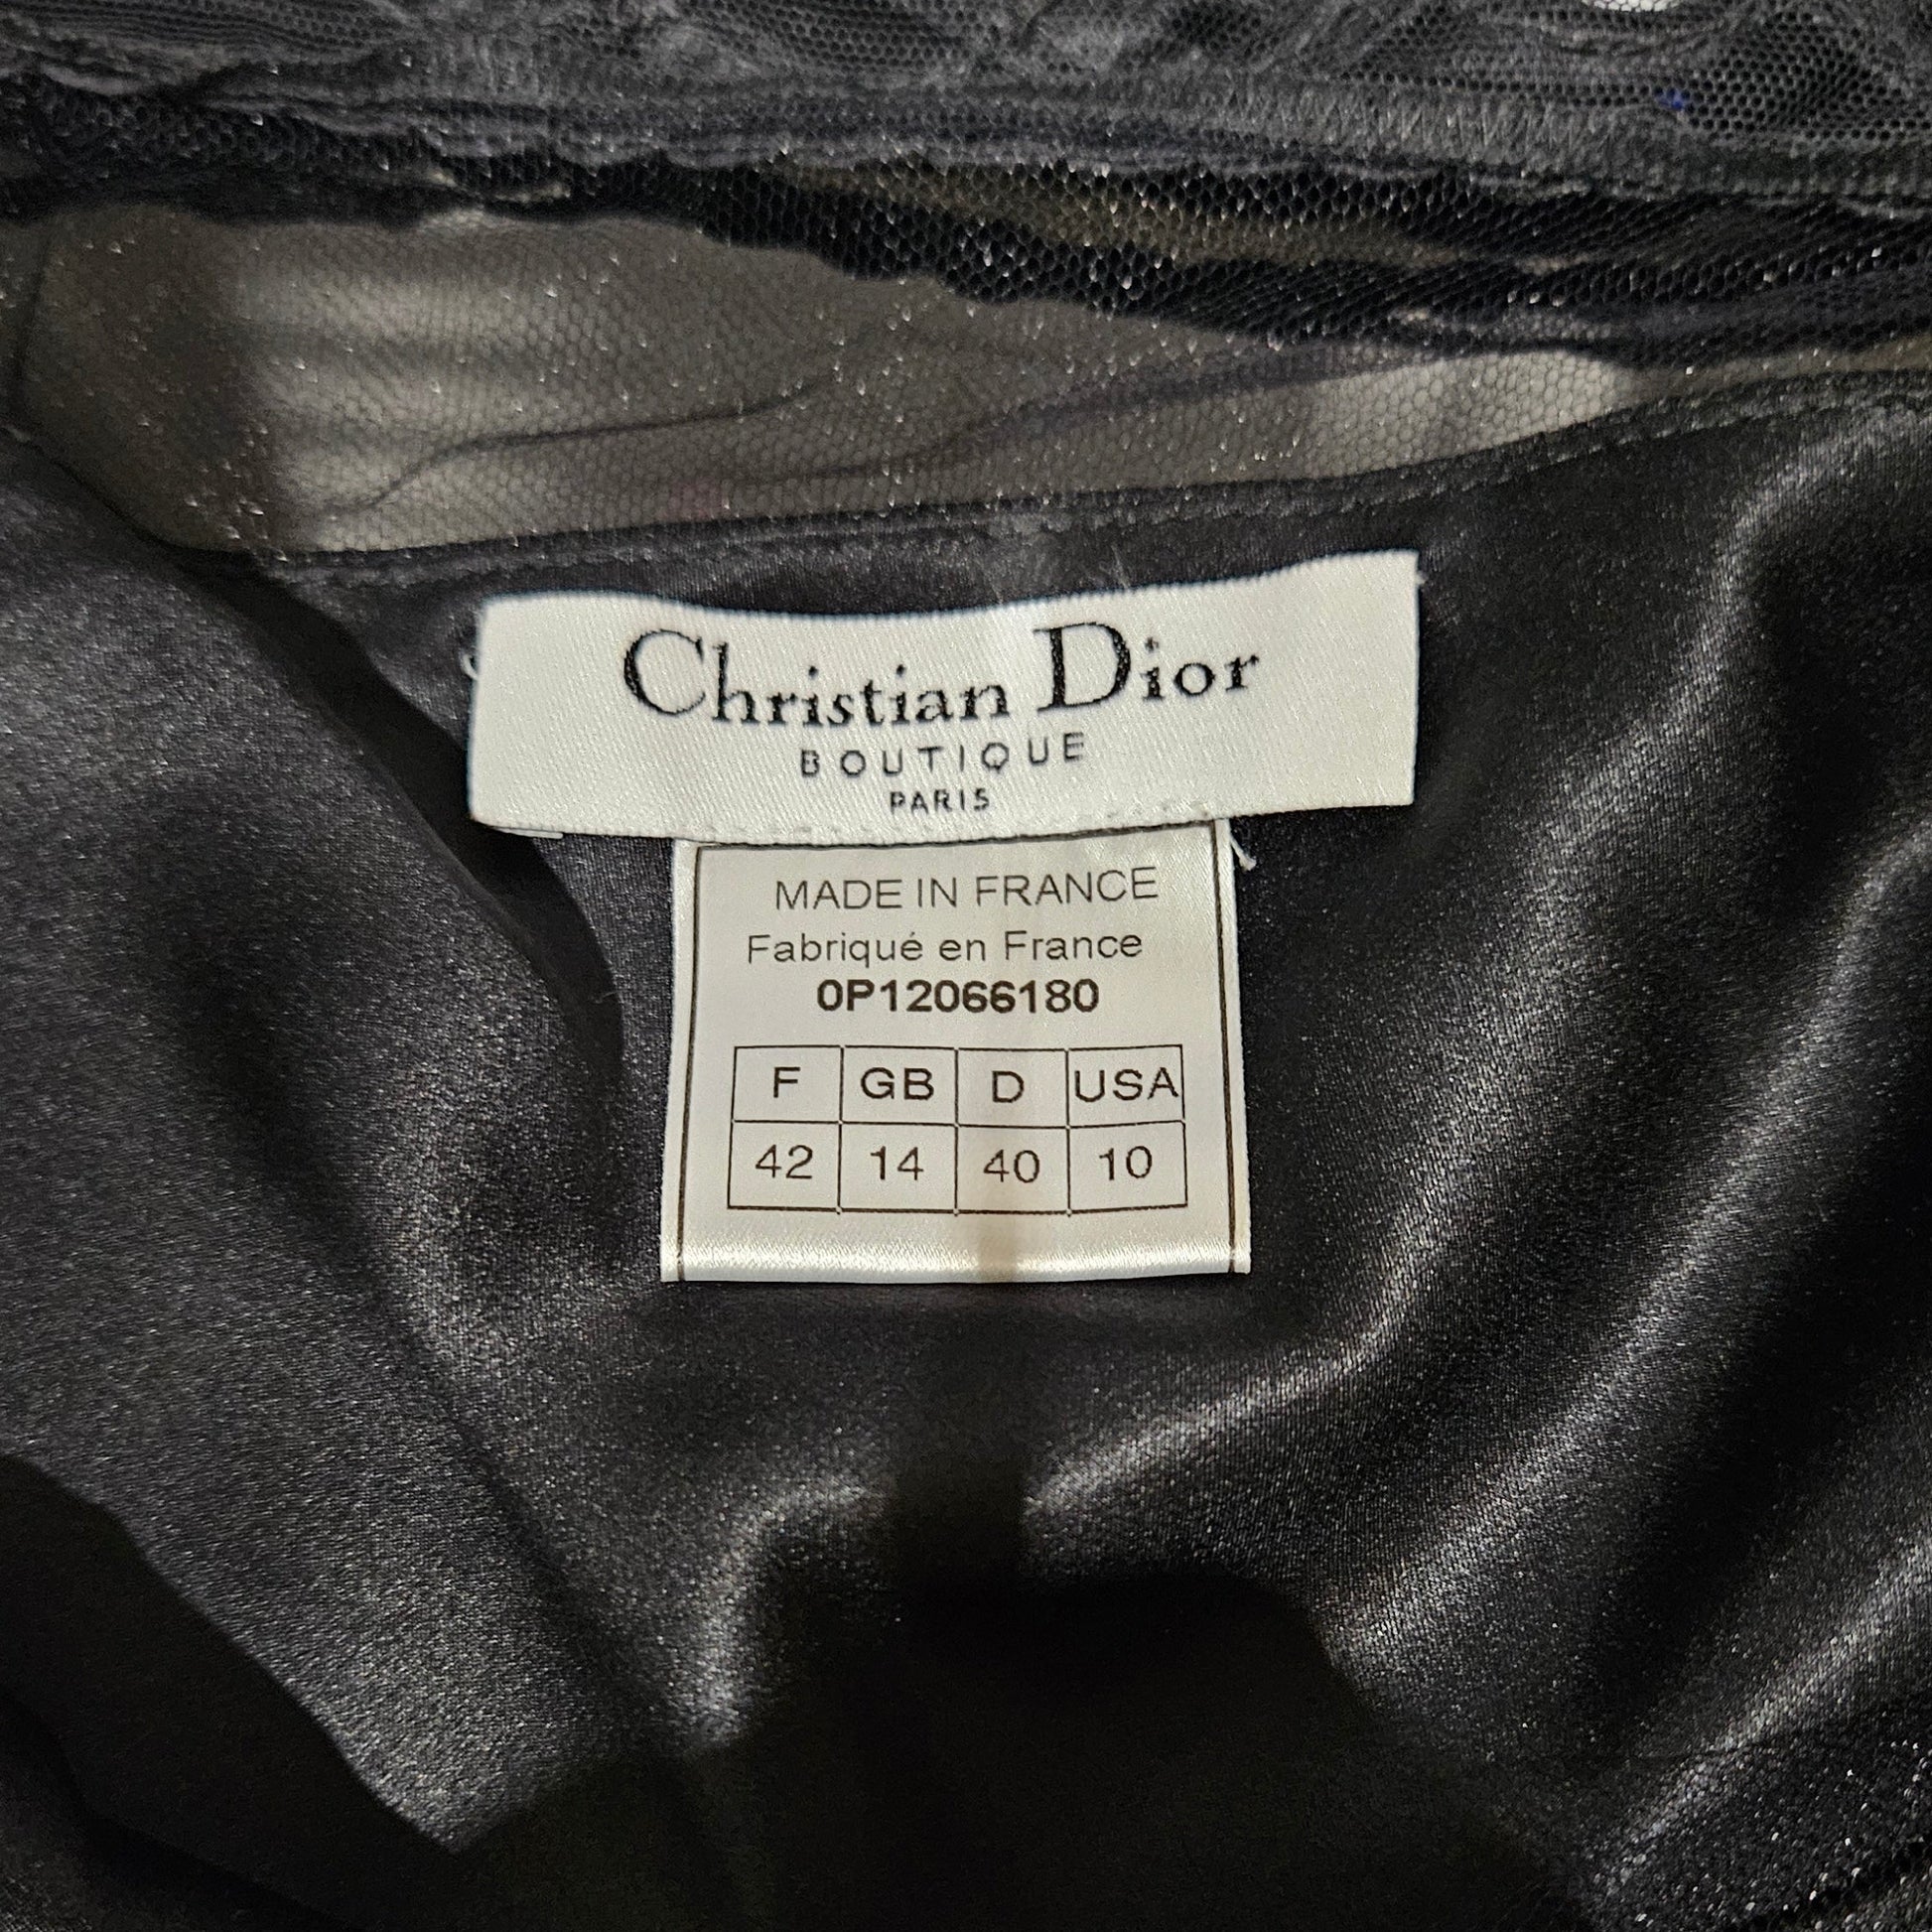 Christian Dior
BOUTIQUE
PARIS
MADE IN FRANCE
Fabriqué en France
0P12066180
F GB D USA
42 14 40 10